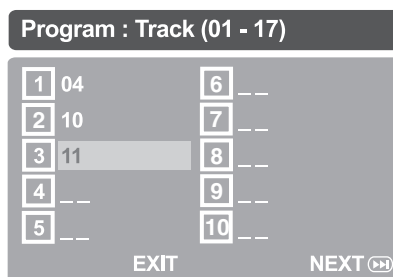 Program : Track (01 - 17)
1 04
2 10
3 11
4 _ _
5 _ _
6 _ _
7 _ _
8 _ _
9 _ _
10 _ _
EXIT
NEXT